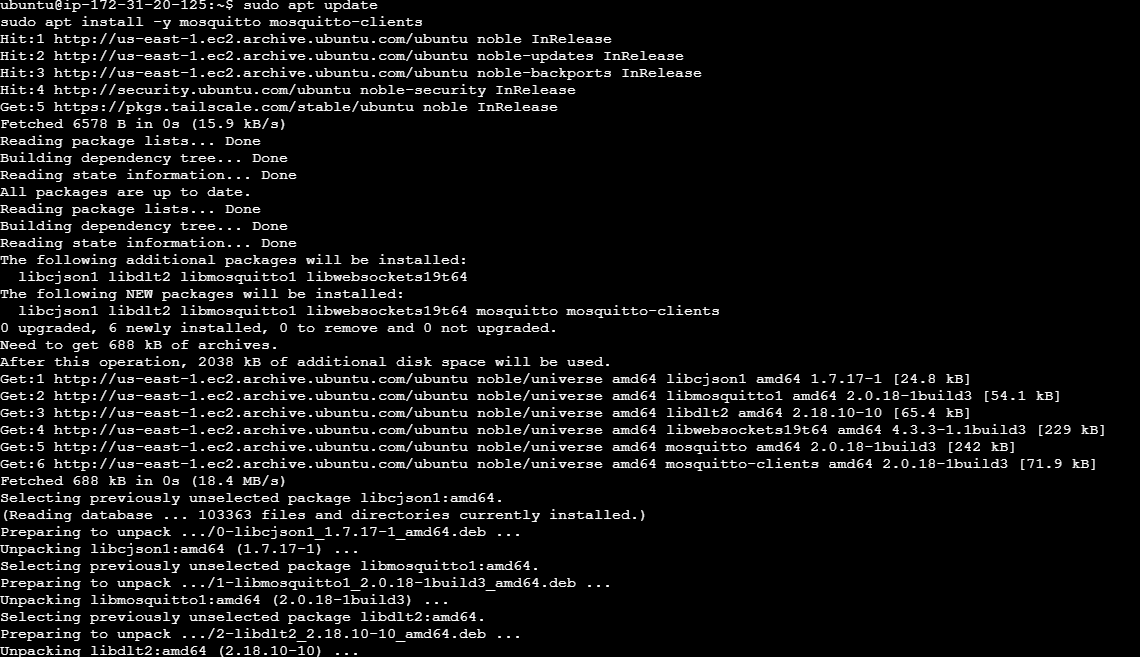 ubuntu@ip-172-31-20-125:~$ sudo apt update
sudo apt install -y mosquitto mosquitto-clients
Hit:1 http://us-east-1.ec2.archive.ubuntu.com/ubuntu noble InRelease
Hit:2 http://us-east-1.ec2.archive.ubuntu.com/ubuntu noble-updates InRelease
Hit:3 http://us-east-1.ec2.archive.ubuntu.com/ubuntu noble-backports InRelease
Hit:4 http://security.ubuntu.com/ubuntu noble-security InRelease
Get:5 https://pkgs.tailscale.com/stable/ubuntu noble InRelease
Fetched 6578 B in 0s (15.9 kB/s)
Reading package lists... Done
Building dependency tree... Done
Reading state information... Done
All packages are up to date.
Reading package lists... Done
Building dependency tree... Done
Reading state information... Done
The following additional packages will be installed:
  libcjson1 libdlt2 libmosquitto1 libwebsockets19t64
The following NEW packages will be installed:
  libcjson1 libdlt2 libmosquitto1 libwebsockets19t64 mosquitto mosquitto-clients
0 upgraded, 6 newly installed, 0 to remove and 0 not upgraded.
Need to get 688 kB of archives.
After this operation, 2038 kB of additional disk space will be used.
Get:1 http://us-east-1.ec2.archive.ubuntu.com/ubuntu noble/universe amd64 libcjson1 amd64 1.7.17-1 [24.8 kB]
Get:2 http://us-east-1.ec2.archive.ubuntu.com/ubuntu noble/universe amd64 libmosquitto1 amd64 2.0.18-1build3 [54.1 kB]
Get:3 http://us-east-1.ec2.archive.ubuntu.com/ubuntu noble/universe amd64 libdlt2 amd64 2.18.10-10 [65.4 kB]
Get:4 http://us-east-1.ec2.archive.ubuntu.com/ubuntu noble/universe amd64 libwebsockets19t64 amd64 4.3.3-1.1build3 [229 kB]
Get:5 http://us-east-1.ec2.archive.ubuntu.com/ubuntu noble/universe amd64 mosquitto amd64 2.0.18-1build3 [242 kB]
Get:6 http://us-east-1.ec2.archive.ubuntu.com/ubuntu noble/universe amd64 mosquitto-clients amd64 2.0.18-1build3 [71.9 kB]
Fetched 688 kB in 0s (18.4 MB/s)
Selecting previously unselected package libcjson1:amd64.
(Reading database ... 103363 files and directories currently installed.)
Preparing to unpack .../0-libcjson1_1.7.17-1_amd64.deb ...
Unpacking libcjson1:amd64 (1.7.17-1) ...
Selecting previously unselected package libmosquitto1:amd64.
Preparing to unpack .../1-libmosquitto1_2.0.18-1build3_amd64.deb ...
Unpacking libmosquitto1:amd64 (2.0.18-1build3) ...
Selecting previously unselected package libdlt2:amd64.
Preparing to unpack .../2-libdlt2_2.18.10-10_amd64.deb ...
Unpacking libdlt2:amd64 (2.18.10-10) ...